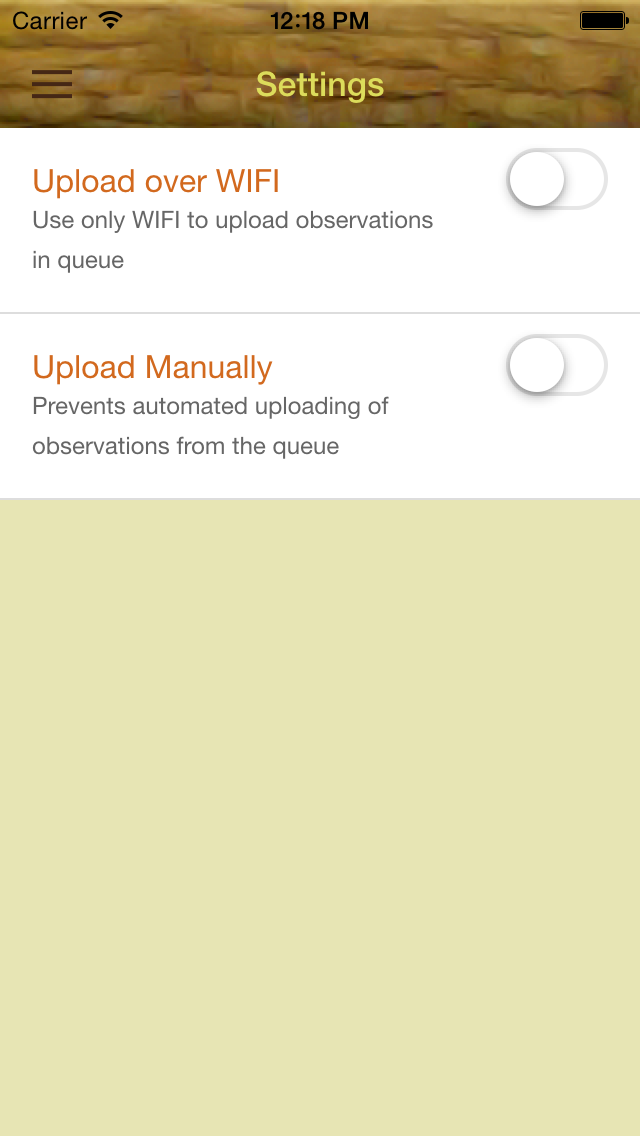 Carrier 12:18 PM
Settings
Upload over WIFI
Use only WIFI to upload observations
in queue
Upload Manually
Prevents automated uploading of
observations from the queue